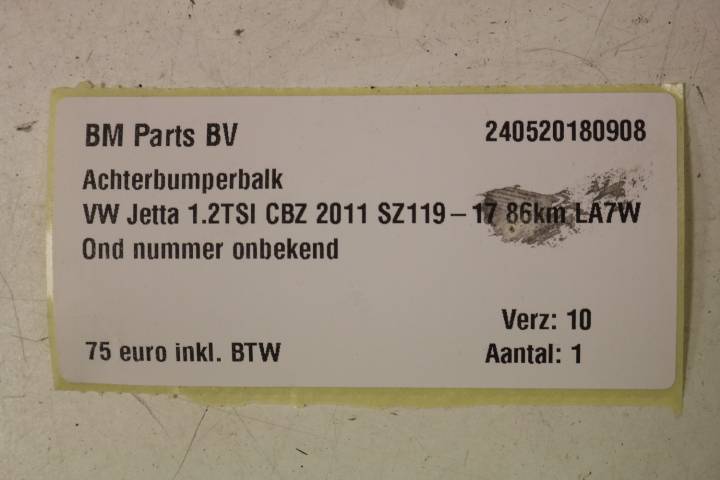 BM Parts BV 240520180908
Achterbumperbalk
VW Jetta 1.2TSI CBZ 2011 SZ119 – 17 86km LA7W
Ond nummer onbekend
Verz: 10
75 euro inkl. BTW Aantal: 1